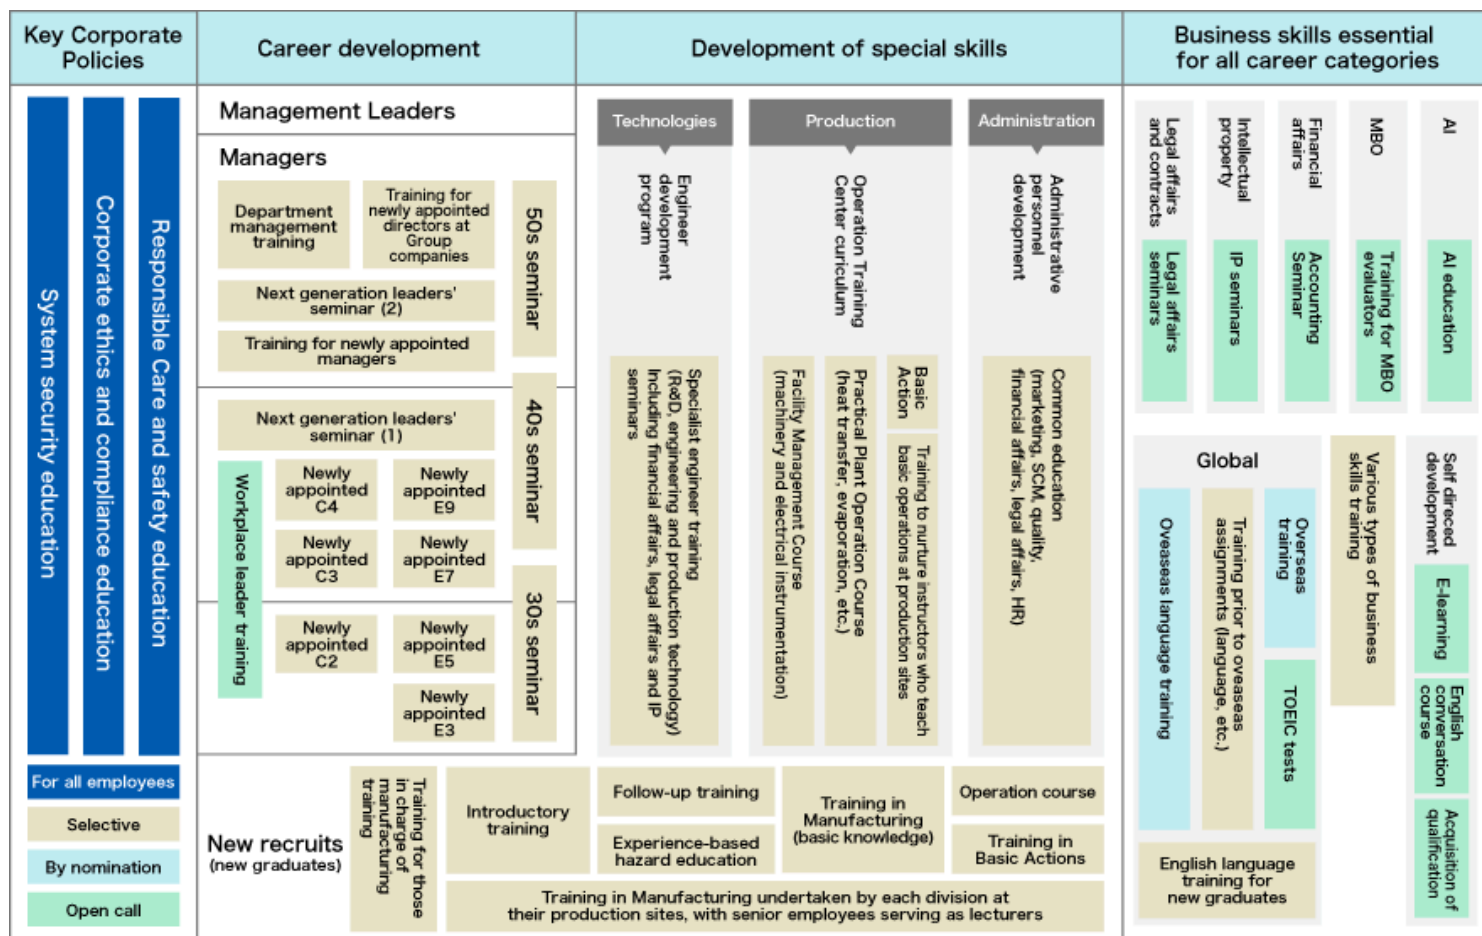 Key Corporate
Policies
Career development
Development of special skills
Business skills essential
for all career categories
System security education
Corporate ethics and compliance education
Responsible Care and safety education
For all employees
Selective
By nomination
Open call
Management Leaders
Managers
Department
management
training
Training for
newly appointed
directors at
Group
companies
Next generation leaders'
seminar (2)
Training for newly appointed
managers
50s seminar
Next generation leaders'
seminar (1)
40s seminar
Workplace leader training
Newly
appointed
C4
Newly
appointed
E9
Newly
appointed
C3
Newly
appointed
E7
30s seminar
Newly
appointed
C2
Newly
appointed
E5
Newly
appointed
E3
New recruits
(new graduates)
Training for those
in charge of
manufacturing
training
Introductory
training
Follow-up training
Experience-based
hazard education
Training in
Manufacturing
(basic knowledge)
Operation course
Training in
Basic Actions
Training in Manufacturing undertaken by each division at
their production sites, with senior employees serving as lecturers
Technologies
Engineer
development
program
Specialist engineer training
(R&D, engineering and production technology)
Including financial affairs, legal affairs and IP
seminars
Production
Operation Training
Center curiculum
Facility Management Course
(machinery and electrical instrumentation)
Practical Plant Operation Course
(heat transfer, evaporation, etc.)
Basic
Action
Training to nurture instructors who teach
basic operations at production sites
Administration
Administrative
personnel
development
Common education
(marketing, SCM, quality,
financial affairs, legal affairs, HR)
Legal affairs
and contracts
Legal affairs
seminars
Intellectual
property
IP seminars
Financial
affairs
Accounting
Seminar
MBO
Training for MBO
evaluators
AI
AI education
Global
Oveaseas language training
Training prior to oveaseas
assignments (language, etc.)
Overseas
training
TOEIC tests
English language
training for
new graduates
Various types of business
skills training
Self direced
development
E-learning
English
conversation
course
Acquisition of
qualification